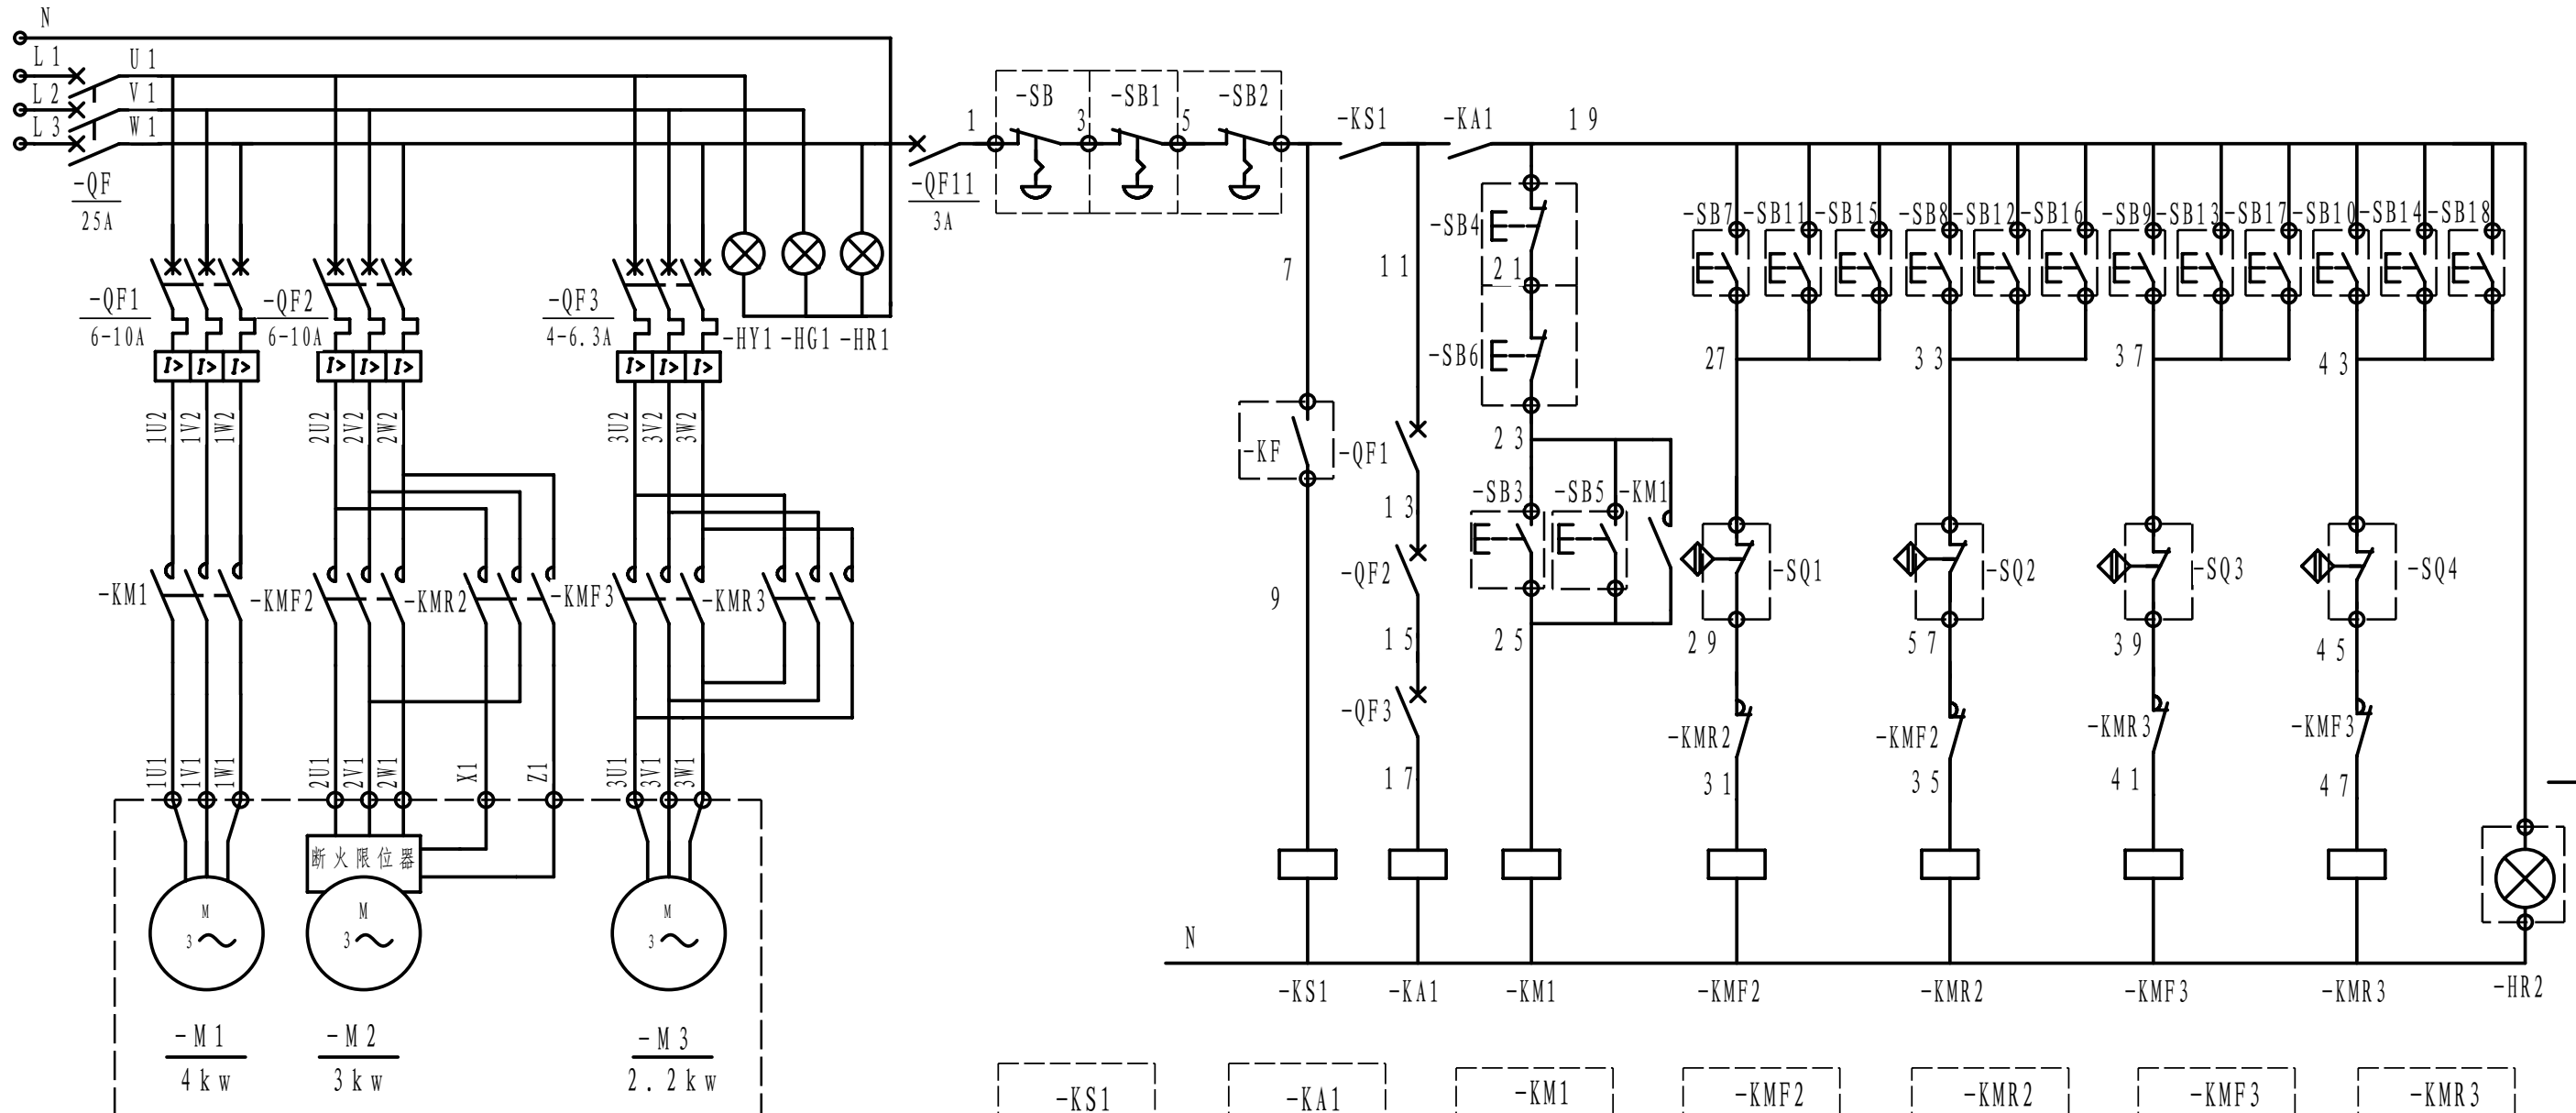 N
L1 U1
L2 V1
L3 W1
-QF
25A
-QF1
6-10A
-QF2
6-10A
-QF3
4-6.3A
-HY1 -HG1 -HR1
I> I> I> I> I> I> I> I> I>
1U2 1V2 1W2 2U2 2V2 2W2 3U2 3V2 3W2
-KM1 -KMF2 -KMR2 -KMF3 -KMR3
1U1 1V1 1W1 2U1 2V1 2W1 X1 Z1 3U1 3V1 3W1
断火限位器
M
3
M
3
M
3
-M1
4kw
-M2
3kw
-M3
2.2kw
-QF11
3A
1 -SB 3 -SB1 5 -SB2
-KS1 -KA1 19
7
-KF
9
11
-QF1
13
-QF2
15
-QF3
17
-SB4
21
-SB6
23
-SB3 -SB5 -KM1
25
-SB7 -SB11 -SB15 -SB8 -SB12 -SB16 -SB9 -SB13 -SB17 -SB10 -SB14 -SB18
27 33 37 43
-SQ1 -SQ2 -SQ3 -SQ4
29 57 39 45
-KMR2 -KMF2 -KMR3 -KMF3
31 35 41 47
N
-KS1 -KA1 -KM1 -KMF2 -KMR2 -KMF3 -KMR3 -HR2
-KS1 -KA1 -KM1 -KMF2 -KMR2 -KMF3 -KMR3